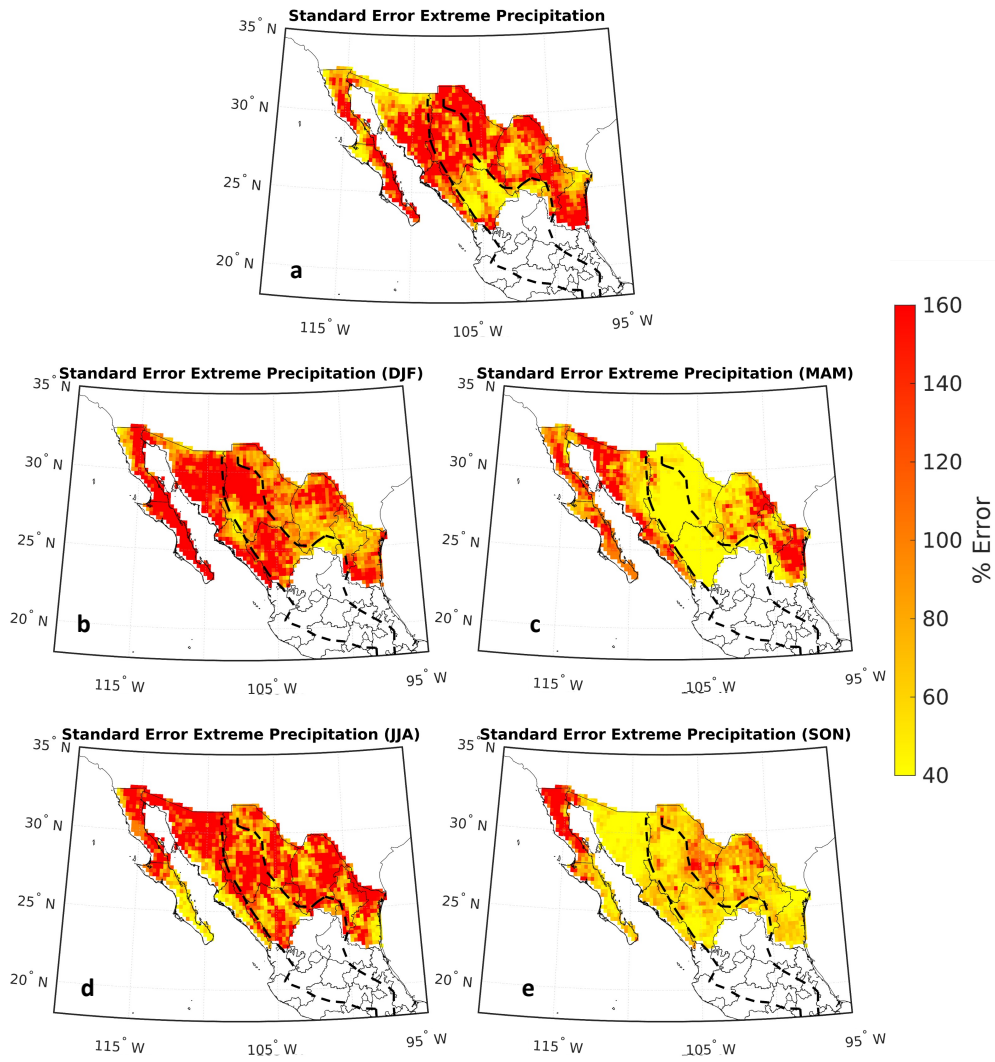 Standard Error Extreme Precipitation
35° N
30° N
25° N
20° N
a
115° W
105° W
95° W
Standard Error Extreme Precipitation (DJF)
35° N
30° N
25° N
20° N
b
115° W
105° W
95° W
Standard Error Extreme Precipitation (MAM)
35° N
30° N
25° N
20° N
c
115° W
105° W
95° W
Standard Error Extreme Precipitation (JJA)
35° N
30° N
25° N
20° N
d
115° W
105° W
95° W
Standard Error Extreme Precipitation (SON)
35° N
30° N
25° N
20° N
e
115° W
105° W
95° W
160
140
120
100
80
60
40
% Error